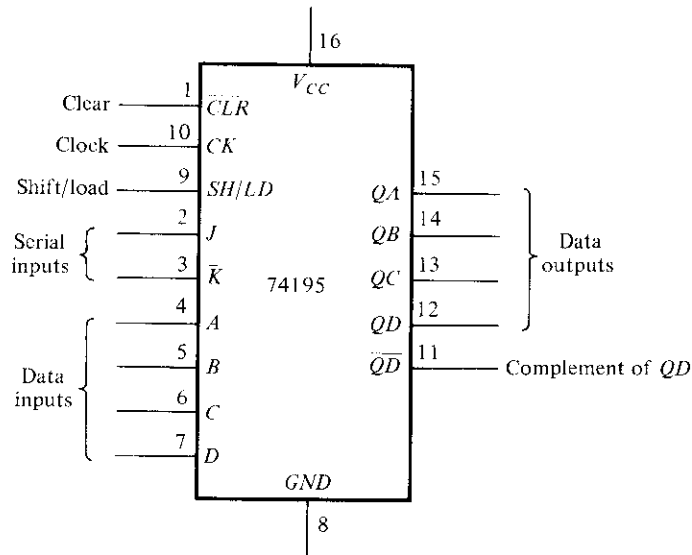 16
V_CC
Clear 1 C̅L̅R̅
Clock 10 CK
Shift/load 9 SH/LD
15 QA
2 J
14 QB
Serial inputs
Data outputs
3 K̅
74195
13 QC
4 A
12 QD
5 B
11 Q̅D̅ Complement of QD
Data inputs
6 C
7 D
GND
8